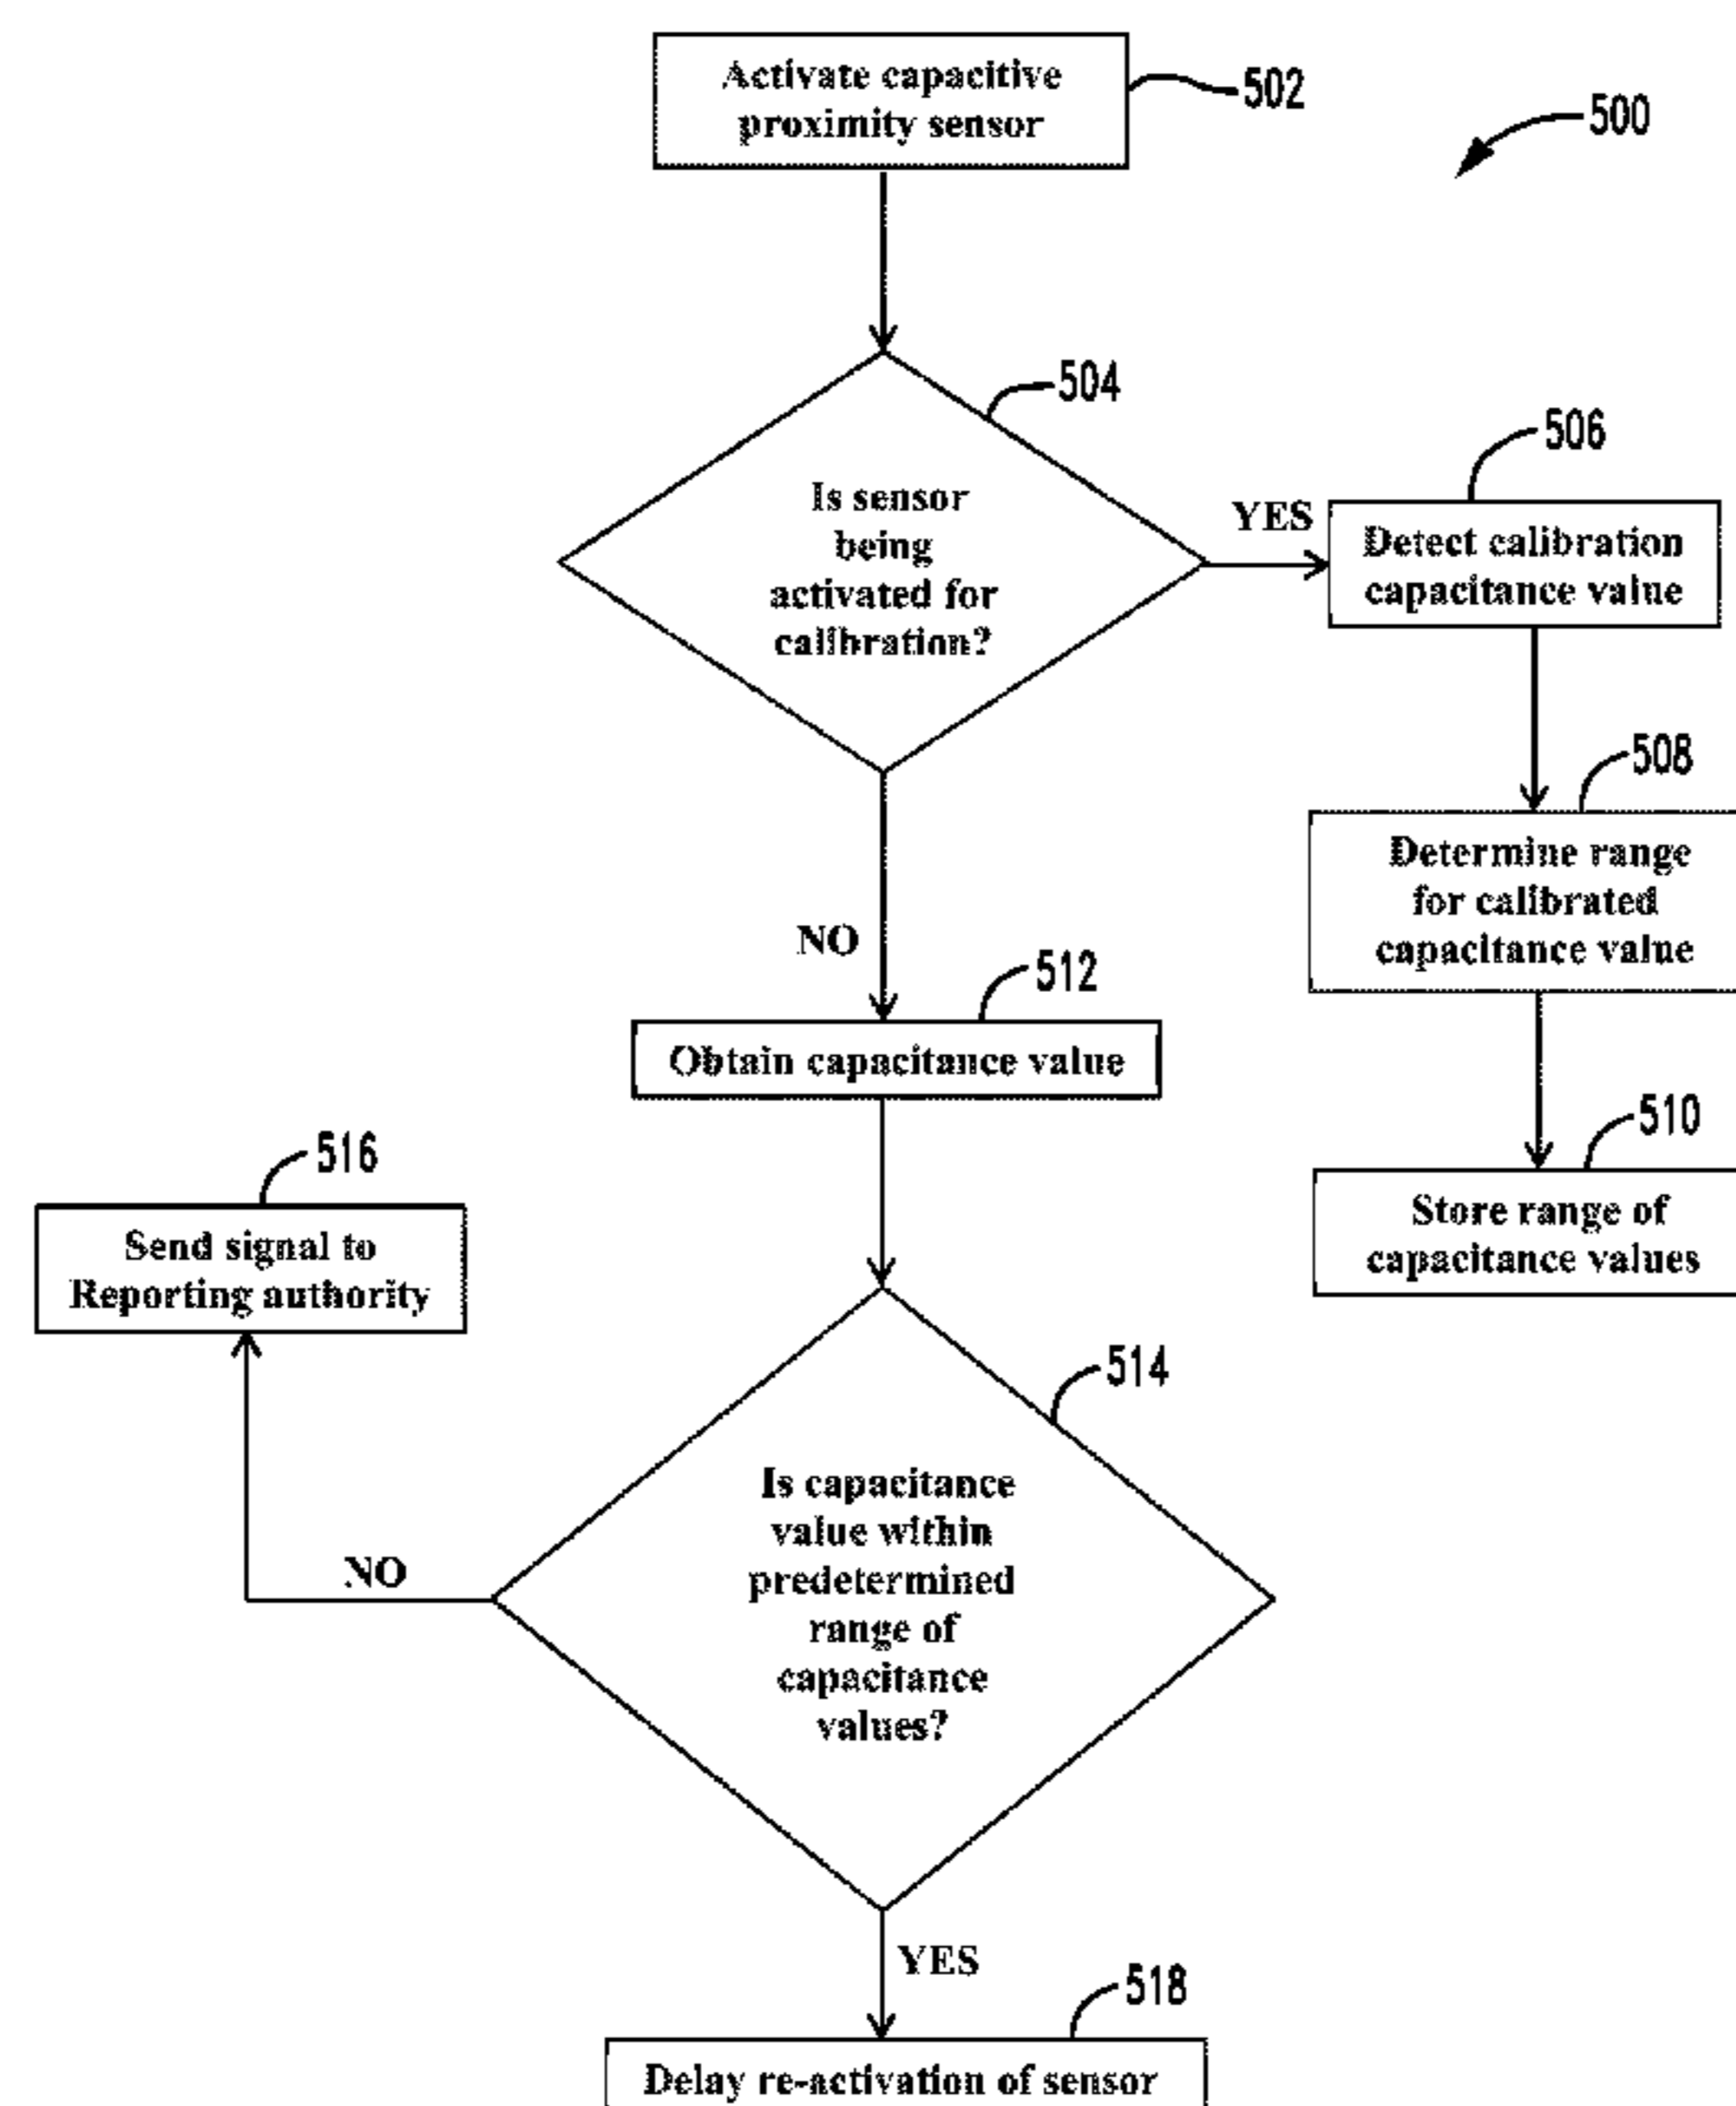 Activate capacitive
proximity sensor
502
500
504
Is sensor
being
activated for
calibration?
YES
506
Detect calibration
capacitance value
508
Determine range
for calibrated
capacitance value
NO
512
Obtain capacitance value
510
Store range of
capacitance values
516
Send signal to
Reporting authority
514
Is capacitance
value within
predetermined
range of
capacitance
values?
NO
YES
518
Delay re-activation of sensor